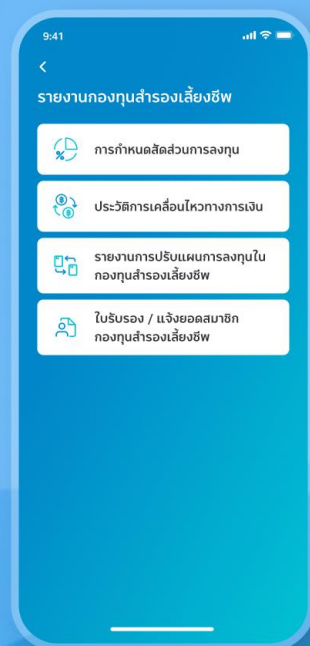 9:41
รายงานกองทุนสำรองเลี้ยงชีพ
%
การกำหนดสัดส่วนการลงทุน
ประวัติการเคลื่อนไหวทางการเงิน
รายงานการปรับแผนการลงทุนใน
กองทุนสำรองเลี้ยงชีพ
ใบรับรอง / แจ้งยอดสมาชิก
กองทุนสำรองเลี้ยงชีพ